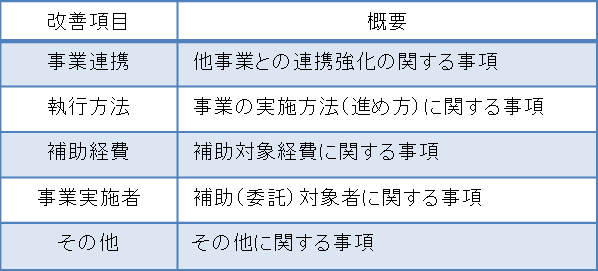 改善項目 概要
事業連携 他事業との連携強化の関する事項
執行方法 事業の実施方法（進め方）に関する事項
補助経費 補助対象経費に関する事項
事業実施者 補助（委託）対象者に関する事項
その他 その他に関する事項